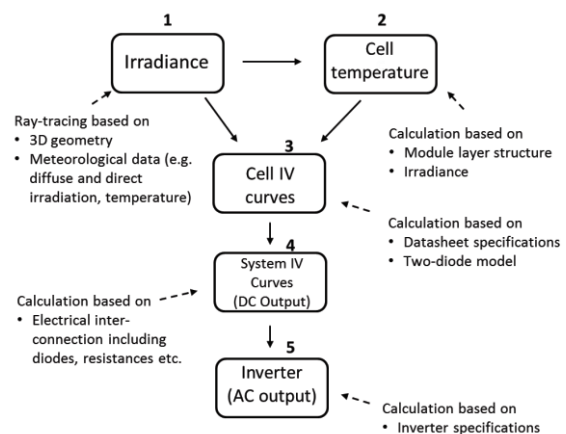 1
Irradiance
2
Cell
temperature
Ray-tracing based on
• 3D geometry
• Meteorological data (e.g.
diffuse and direct
irradiation, temperature)
Calculation based on
• Module layer structure
• Irradiance
3
Cell IV
curves
Calculation based on
• Datasheet specifications
• Two-diode model
4
System IV
Curves
(DC Output)
Calculation based on
• Electrical inter-
connection including
diodes, resistances etc.
5
Inverter
(AC output)
Calculation based on
• Inverter specifications